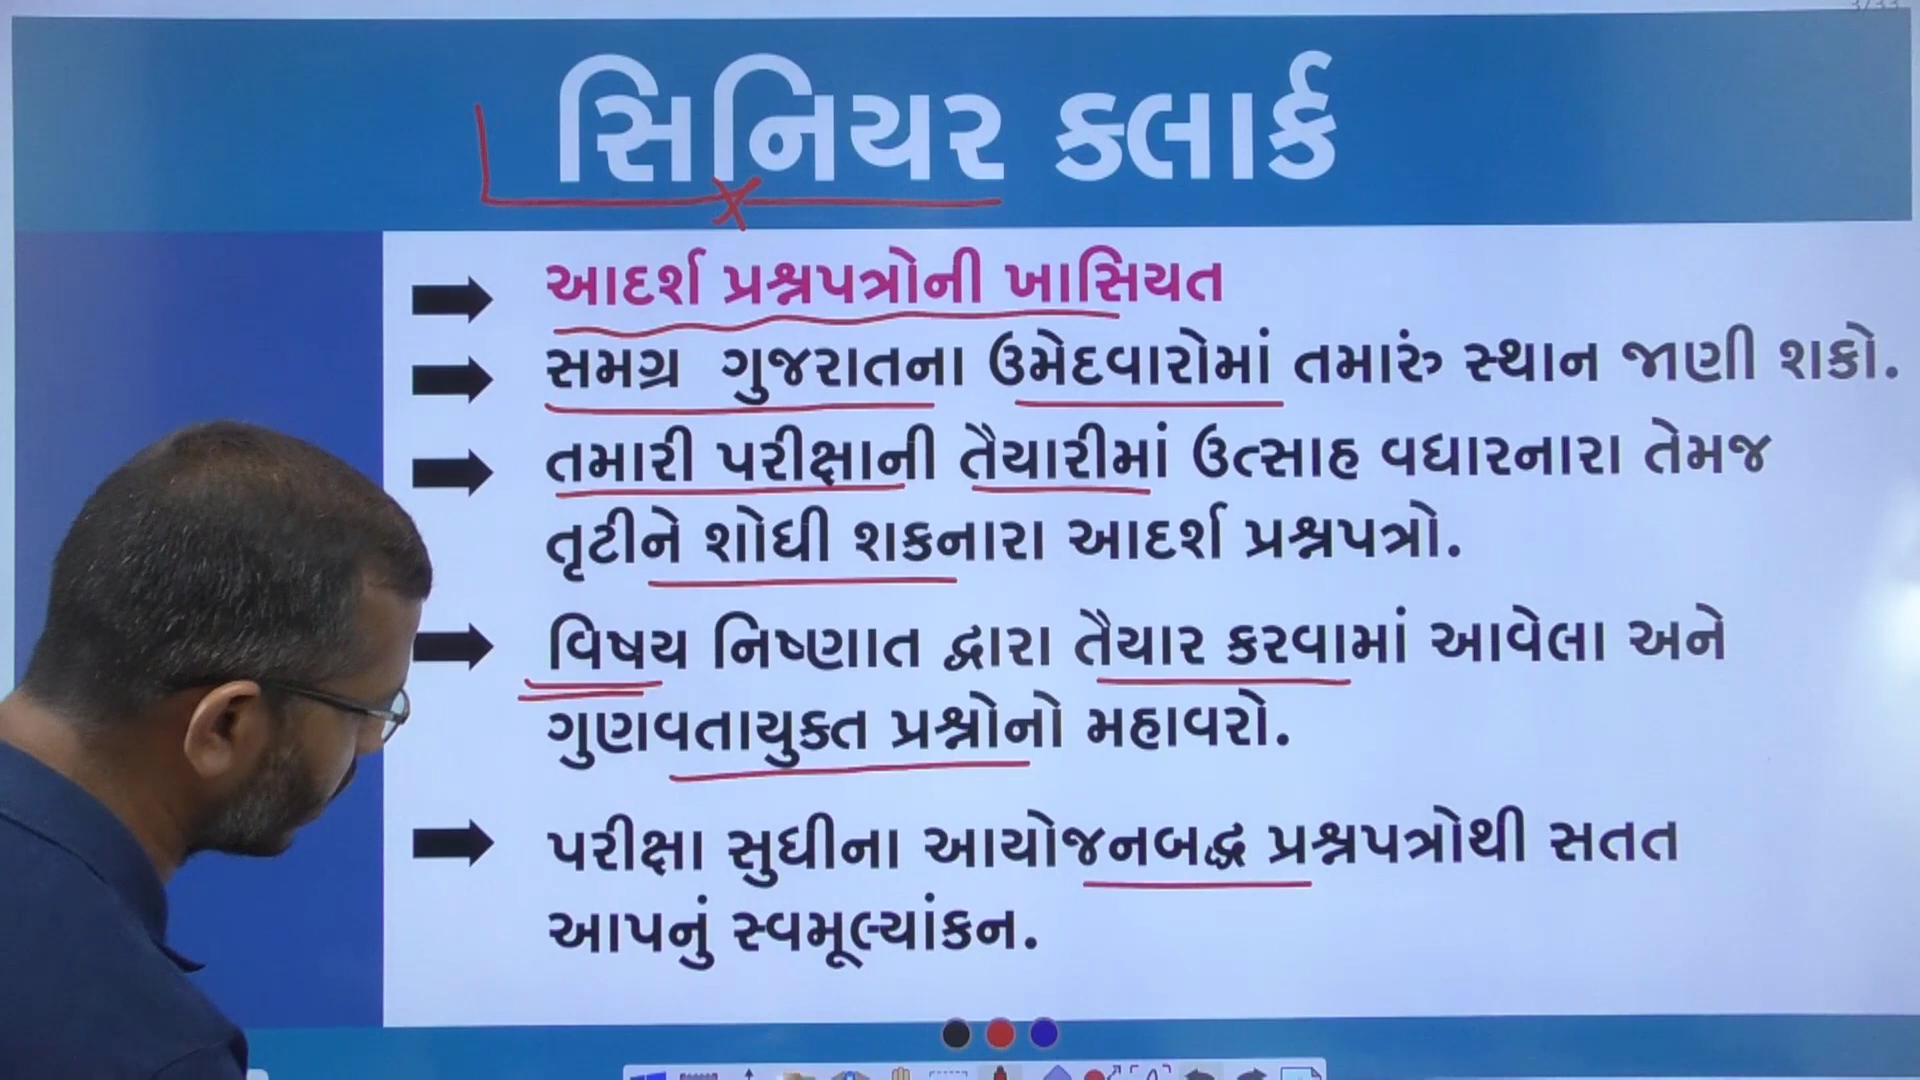 સિનિયર ક્લાર્ક
આદર્શ પ્રશ્નપત્રોની ખાસિયત
સમગ્ર ગુજરાતના ઉમેદવારોમાં તમારું સ્થાન જાણી શકો.
તમારી પરીક્ષાની તૈયારીમાં ઉત્સાહ વધારનારા તેમજ
તૃટીને શોધી શકનારા આદર્શ પ્રશ્નપત્રો.
વિષય નિષ્ણાત દ્વારા તૈયાર કરવામાં આવેલા અને
ગુણવતાયુક્ત પ્રશ્નોનો મહાવરો.
પરીક્ષા સુધીના આયોજનબદ્ધ પ્રશ્નપત્રોથી સતત
આપનું સ્વમૂલ્યાંકન.